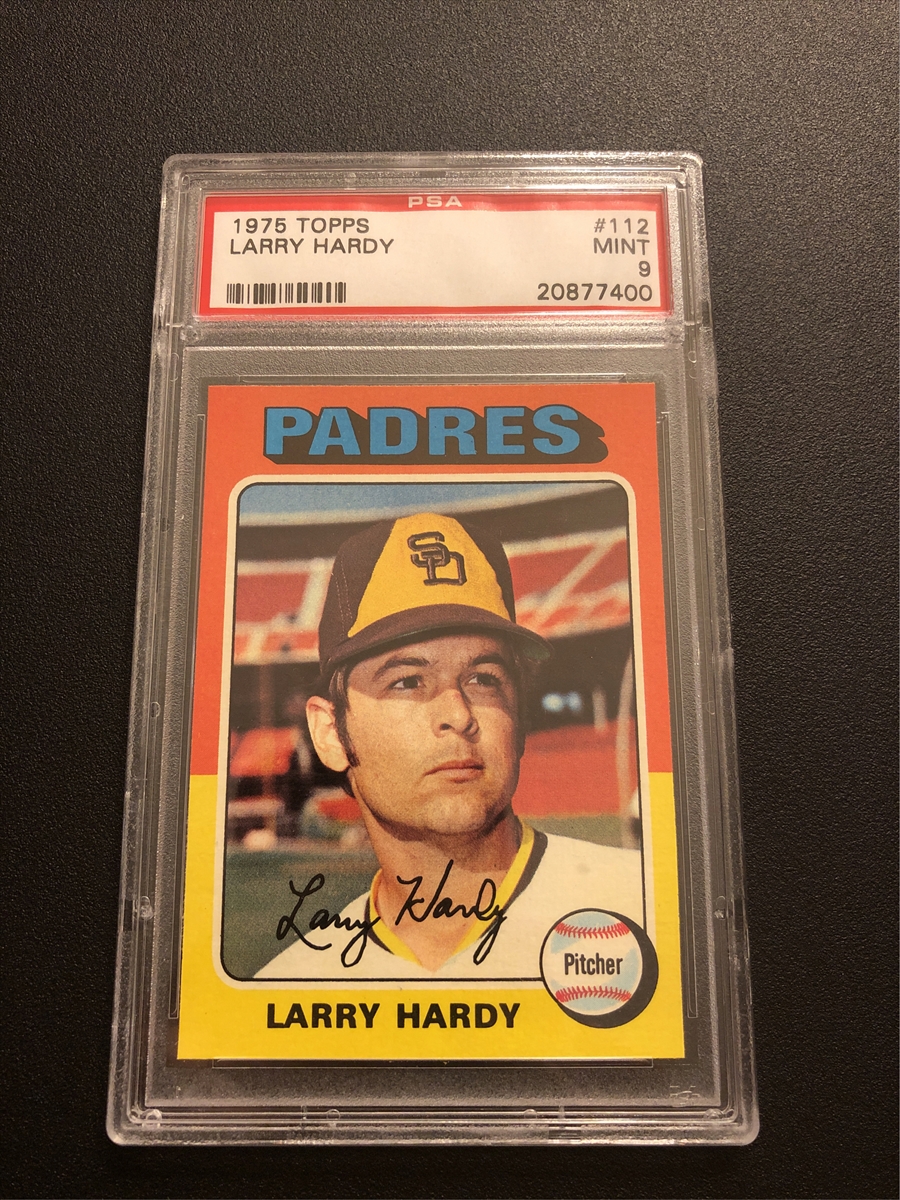 PSA
1975 TOPPS #112
LARRY HARDY MINT
9
20877400
PADRES
SD
Larry Hardy
Pitcher
LARRY HARDY